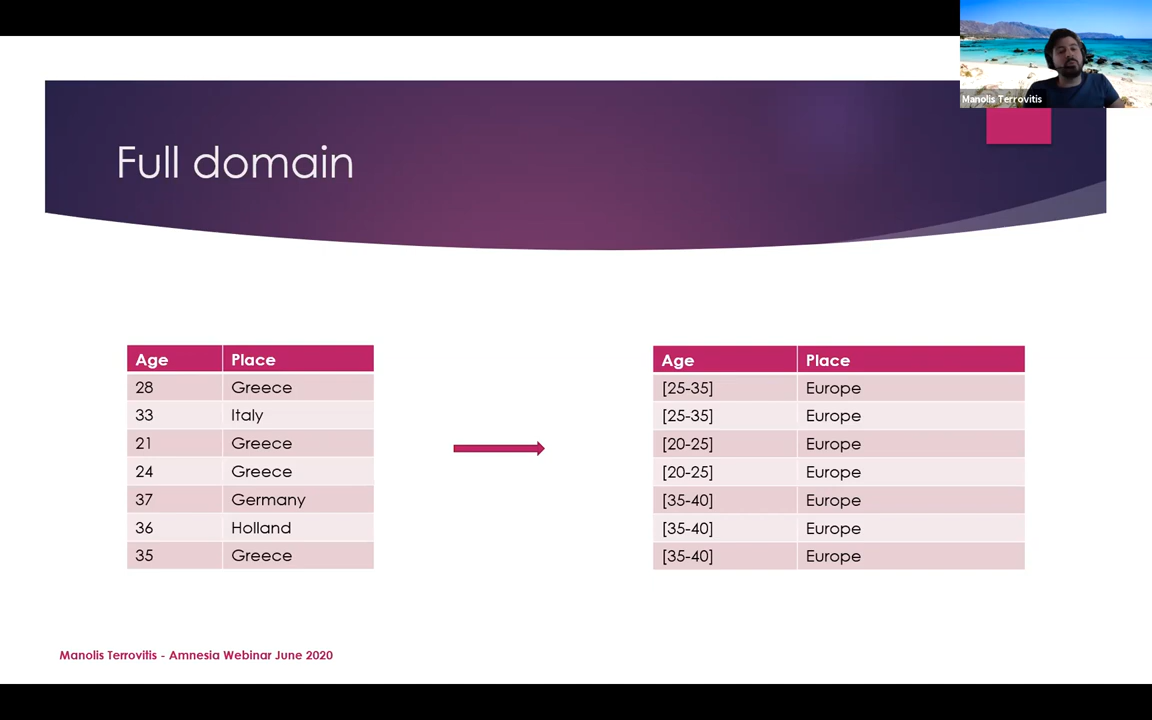 Manolis Terrovitis
Full domain
Age Place
28 Greece
33 Italy
21 Greece
24 Greece
37 Germany
36 Holland
35 Greece
Age Place
[25-35] Europe
[25-35] Europe
[20-25] Europe
[20-25] Europe
[35-40] Europe
[35-40] Europe
[35-40] Europe
Manolis Terrovitis - Amnesia Webinar June 2020